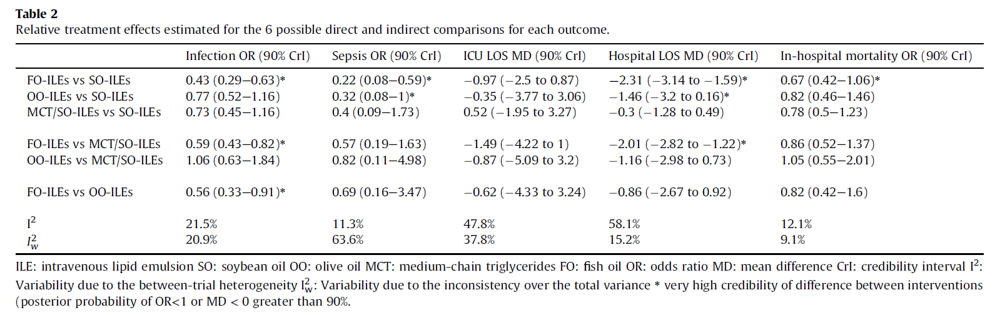 Table 2
Relative treatment effects estimated for the 6 possible direct and indirect comparisons for each outcome.
Infection OR (90% CrI) Sepsis OR (90% CrI) ICU LOS MD (90% CrI) Hospital LOS MD (90% CrI) In-hospital mortality OR (90% CrI)
FO-ILEs vs SO-ILEs 0.43 (0.29–0.63)* 0.22 (0.08–0.59)* −0.97 (−2.5 to 0.87) −2.31 (−3.14 to −1.59)* 0.67 (0.42–1.06)*
OO-ILEs vs SO-ILEs 0.77 (0.52–1.16) 0.32 (0.08–1)* −0.35 (−3.77 to 3.06) −1.46 (−3.2 to 0.16)* 0.82 (0.46–1.46)
MCT/SO-ILEs vs SO-ILEs 0.73 (0.45–1.16) 0.4 (0.09–1.73) 0.52 (−1.95 to 3.27) −0.3 (−1.28 to 0.49) 0.78 (0.5–1.23)
FO-ILEs vs MCT/SO-ILEs 0.59 (0.43–0.82)* 0.57 (0.19–1.63) −1.49 (−4.22 to 1) −2.01 (−2.82 to −1.22)* 0.86 (0.52–1.37)
OO-ILEs vs MCT/SO-ILEs 1.06 (0.63–1.84) 0.82 (0.11–4.98) −0.87 (−5.09 to 3.2) −1.16 (−2.98 to 0.73) 1.05 (0.55–2.01)
FO-ILEs vs OO-ILEs 0.56 (0.33–0.91)* 0.69 (0.16–3.47) −0.62 (−4.33 to 3.24) −0.86 (−2.67 to 0.92) 0.82 (0.42–1.6)
I² 21.5% 11.3% 47.8% 58.1% 12.1%
I²w 20.9% 63.6% 37.8% 15.2% 9.1%
ILE: intravenous lipid emulsion SO: soybean oil OO: olive oil MCT: medium-chain triglycerides FO: fish oil OR: odds ratio MD: mean difference CrI: credibility interval I²:
Variability due to the between-trial heterogeneity I²w: Variability due to the inconsistency over the total variance * very high credibility of difference between interventions
(posterior probability of OR<1 or MD < 0 greater than 90%.